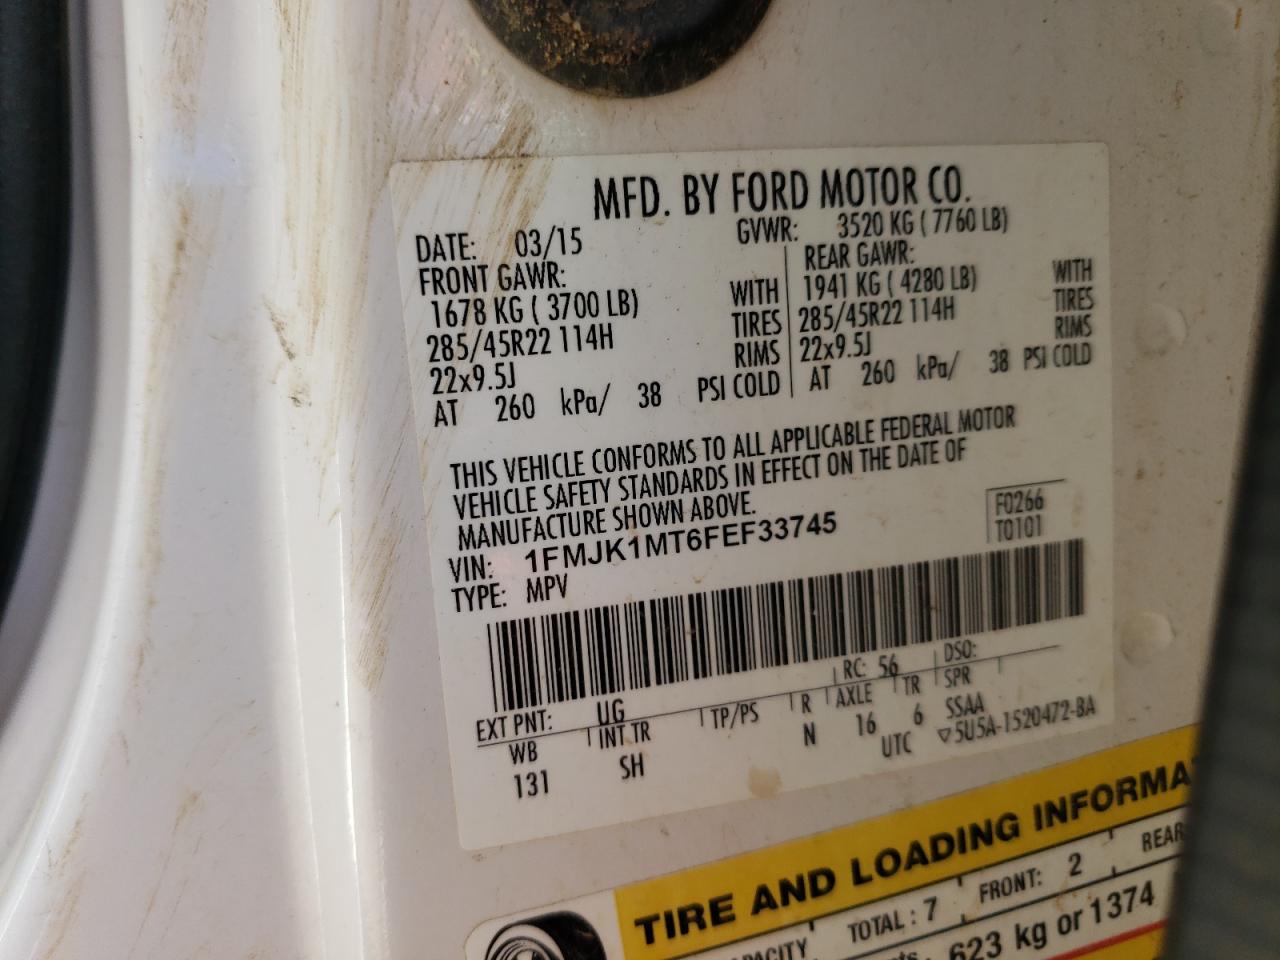 MFD. BY FORD MOTOR CO.
DATE: 03/15 GVWR: 3520 KG ( 7760 LB)
FRONT GAWR: REAR GAWR:
1678 KG ( 3700 LB) WITH 1941 KG ( 4280 LB) WITH
285/45R22 114H TIRES 285/45R22 114H TIRES
22x9.5J RIMS 22x9.5J RIMS
AT 260 kPa/ 38 PSI COLD AT 260 kPa/ 38 PSI COLD
THIS VEHICLE CONFORMS TO ALL APPLICABLE FEDERAL MOTOR
VEHICLE SAFETY STANDARDS IN EFFECT ON THE DATE OF
MANUFACTURE SHOWN ABOVE.
VIN: 1FMJK1MT6FEF33745 F0266
TYPE: MPV T0101
EXT PNT: UG RC: 56 DSO:
WB INT TR TP/PS R AXLE TR SPR
131 SH N 16 6 SSAA
UTC ▽5U5A-1520472-BA
TIRE AND LOADING INFORMA
TOTAL : 7 FRONT: 2 REAR
623 kg or 1374